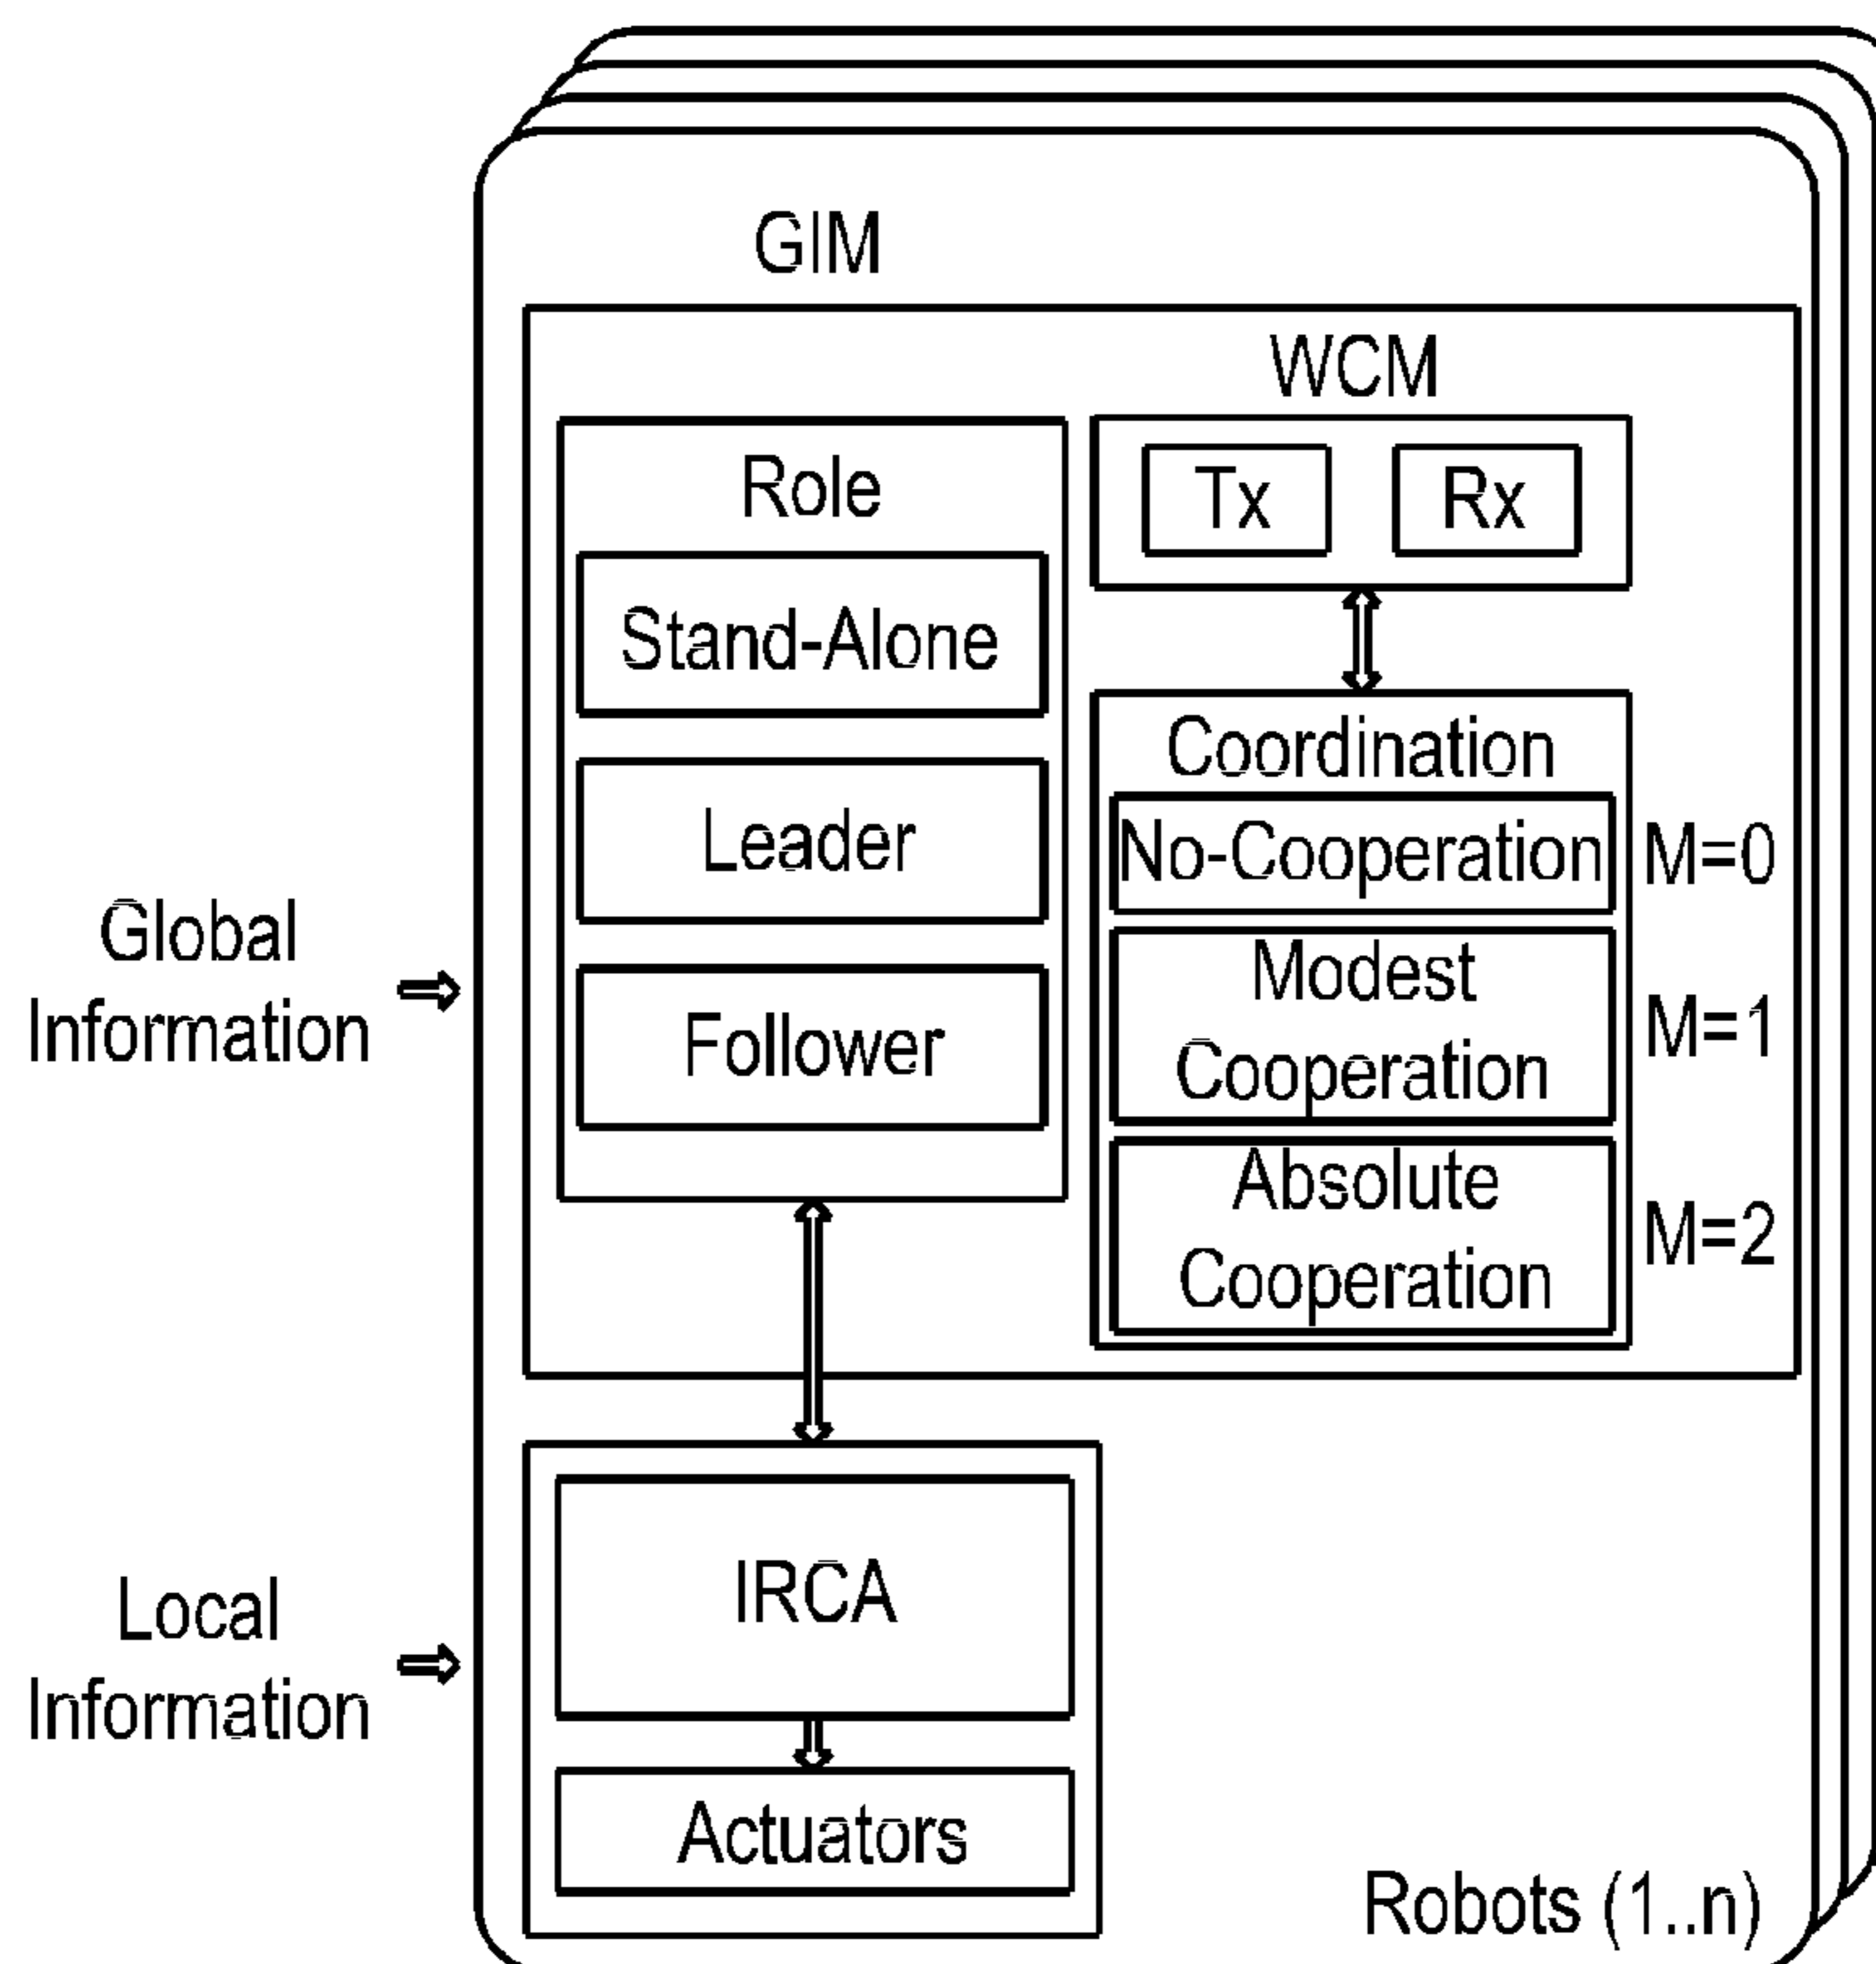 GIM
WCM
Role
Tx
Rx
Stand-Alone
Leader
Follower
Coordination
No-Cooperation
M=0
Modest
Cooperation
M=1
Absolute
Cooperation
M=2
Global
Information
IRCA
Local
Information
Actuators
Robots (1..n)